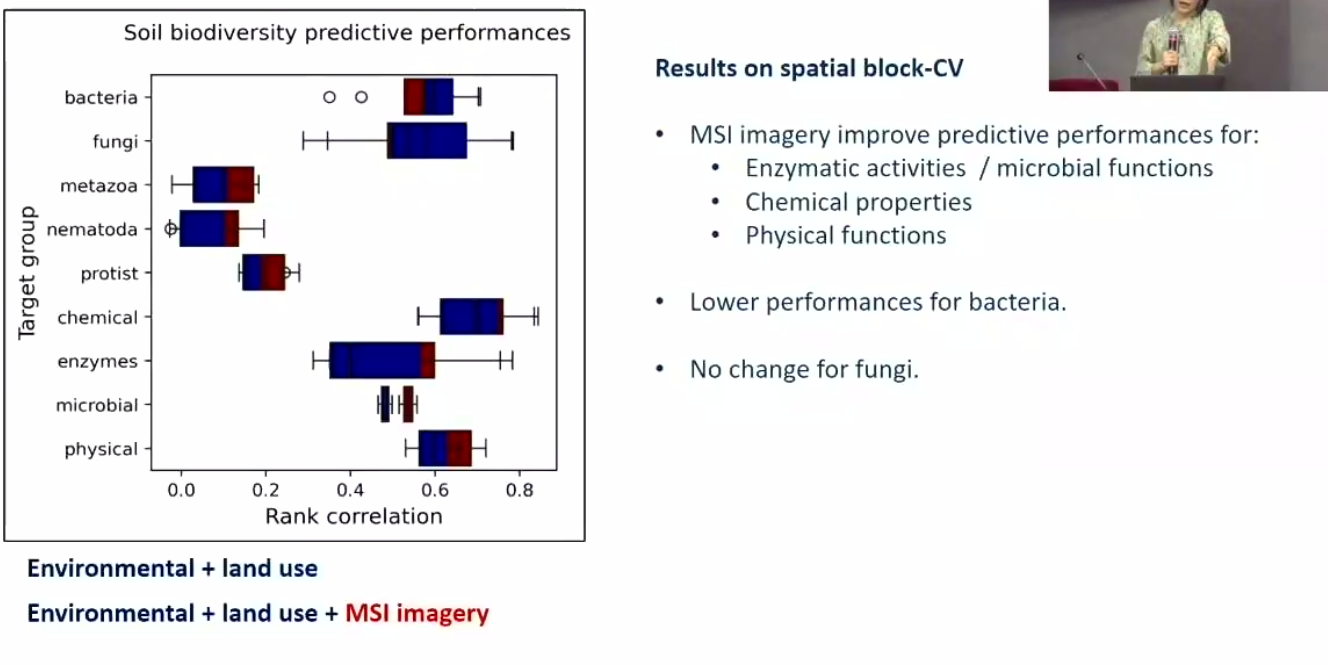 Soil biodiversity predictive performances
Target group
bacteria
fungi
metazoa
nematoda
protist
chemical
enzymes
microbial
physical
0.0 0.2 0.4 0.6 0.8
Rank correlation
Environmental + land use
Environmental + land use + MSI imagery
Results on spatial block-CV
• MSI imagery improve predictive performances for:
• Enzymatic activities / microbial functions
• Chemical properties
• Physical functions
• Lower performances for bacteria.
• No change for fungi.